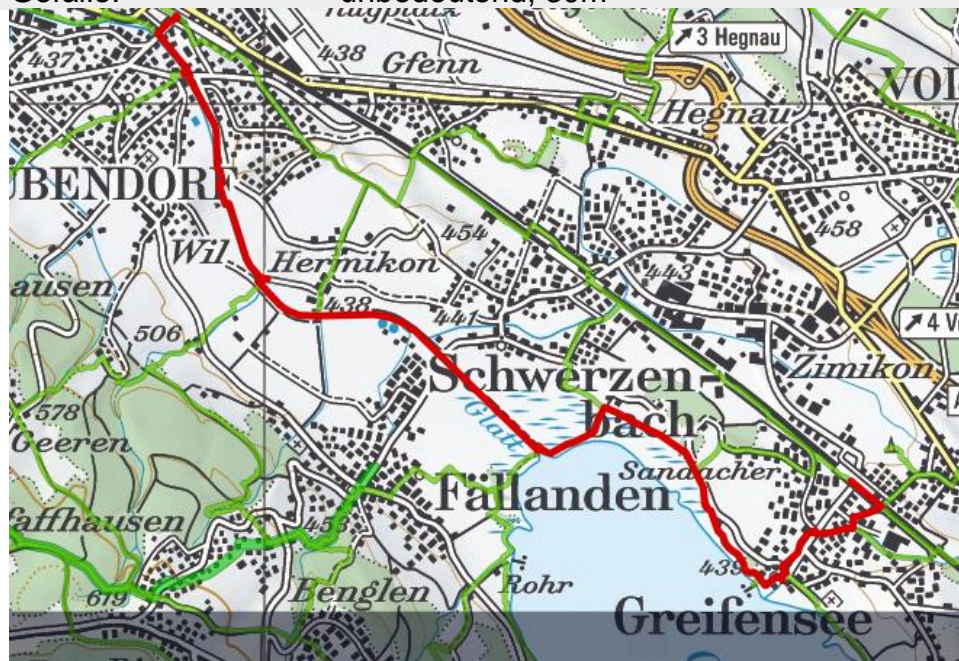 438
Gfenn
↗ 3 Hegnau
437
Hegnau
BENDORF
454
458
Wil
Hermikon
443
ausen
438
441
↗ 4 V
506
Schwerzen-
Zimikon
578
bach
Geeren
Glatt
Sandacher
Fällanden
affhausen
453
439
Rohr
619
Benglen
Greifensee